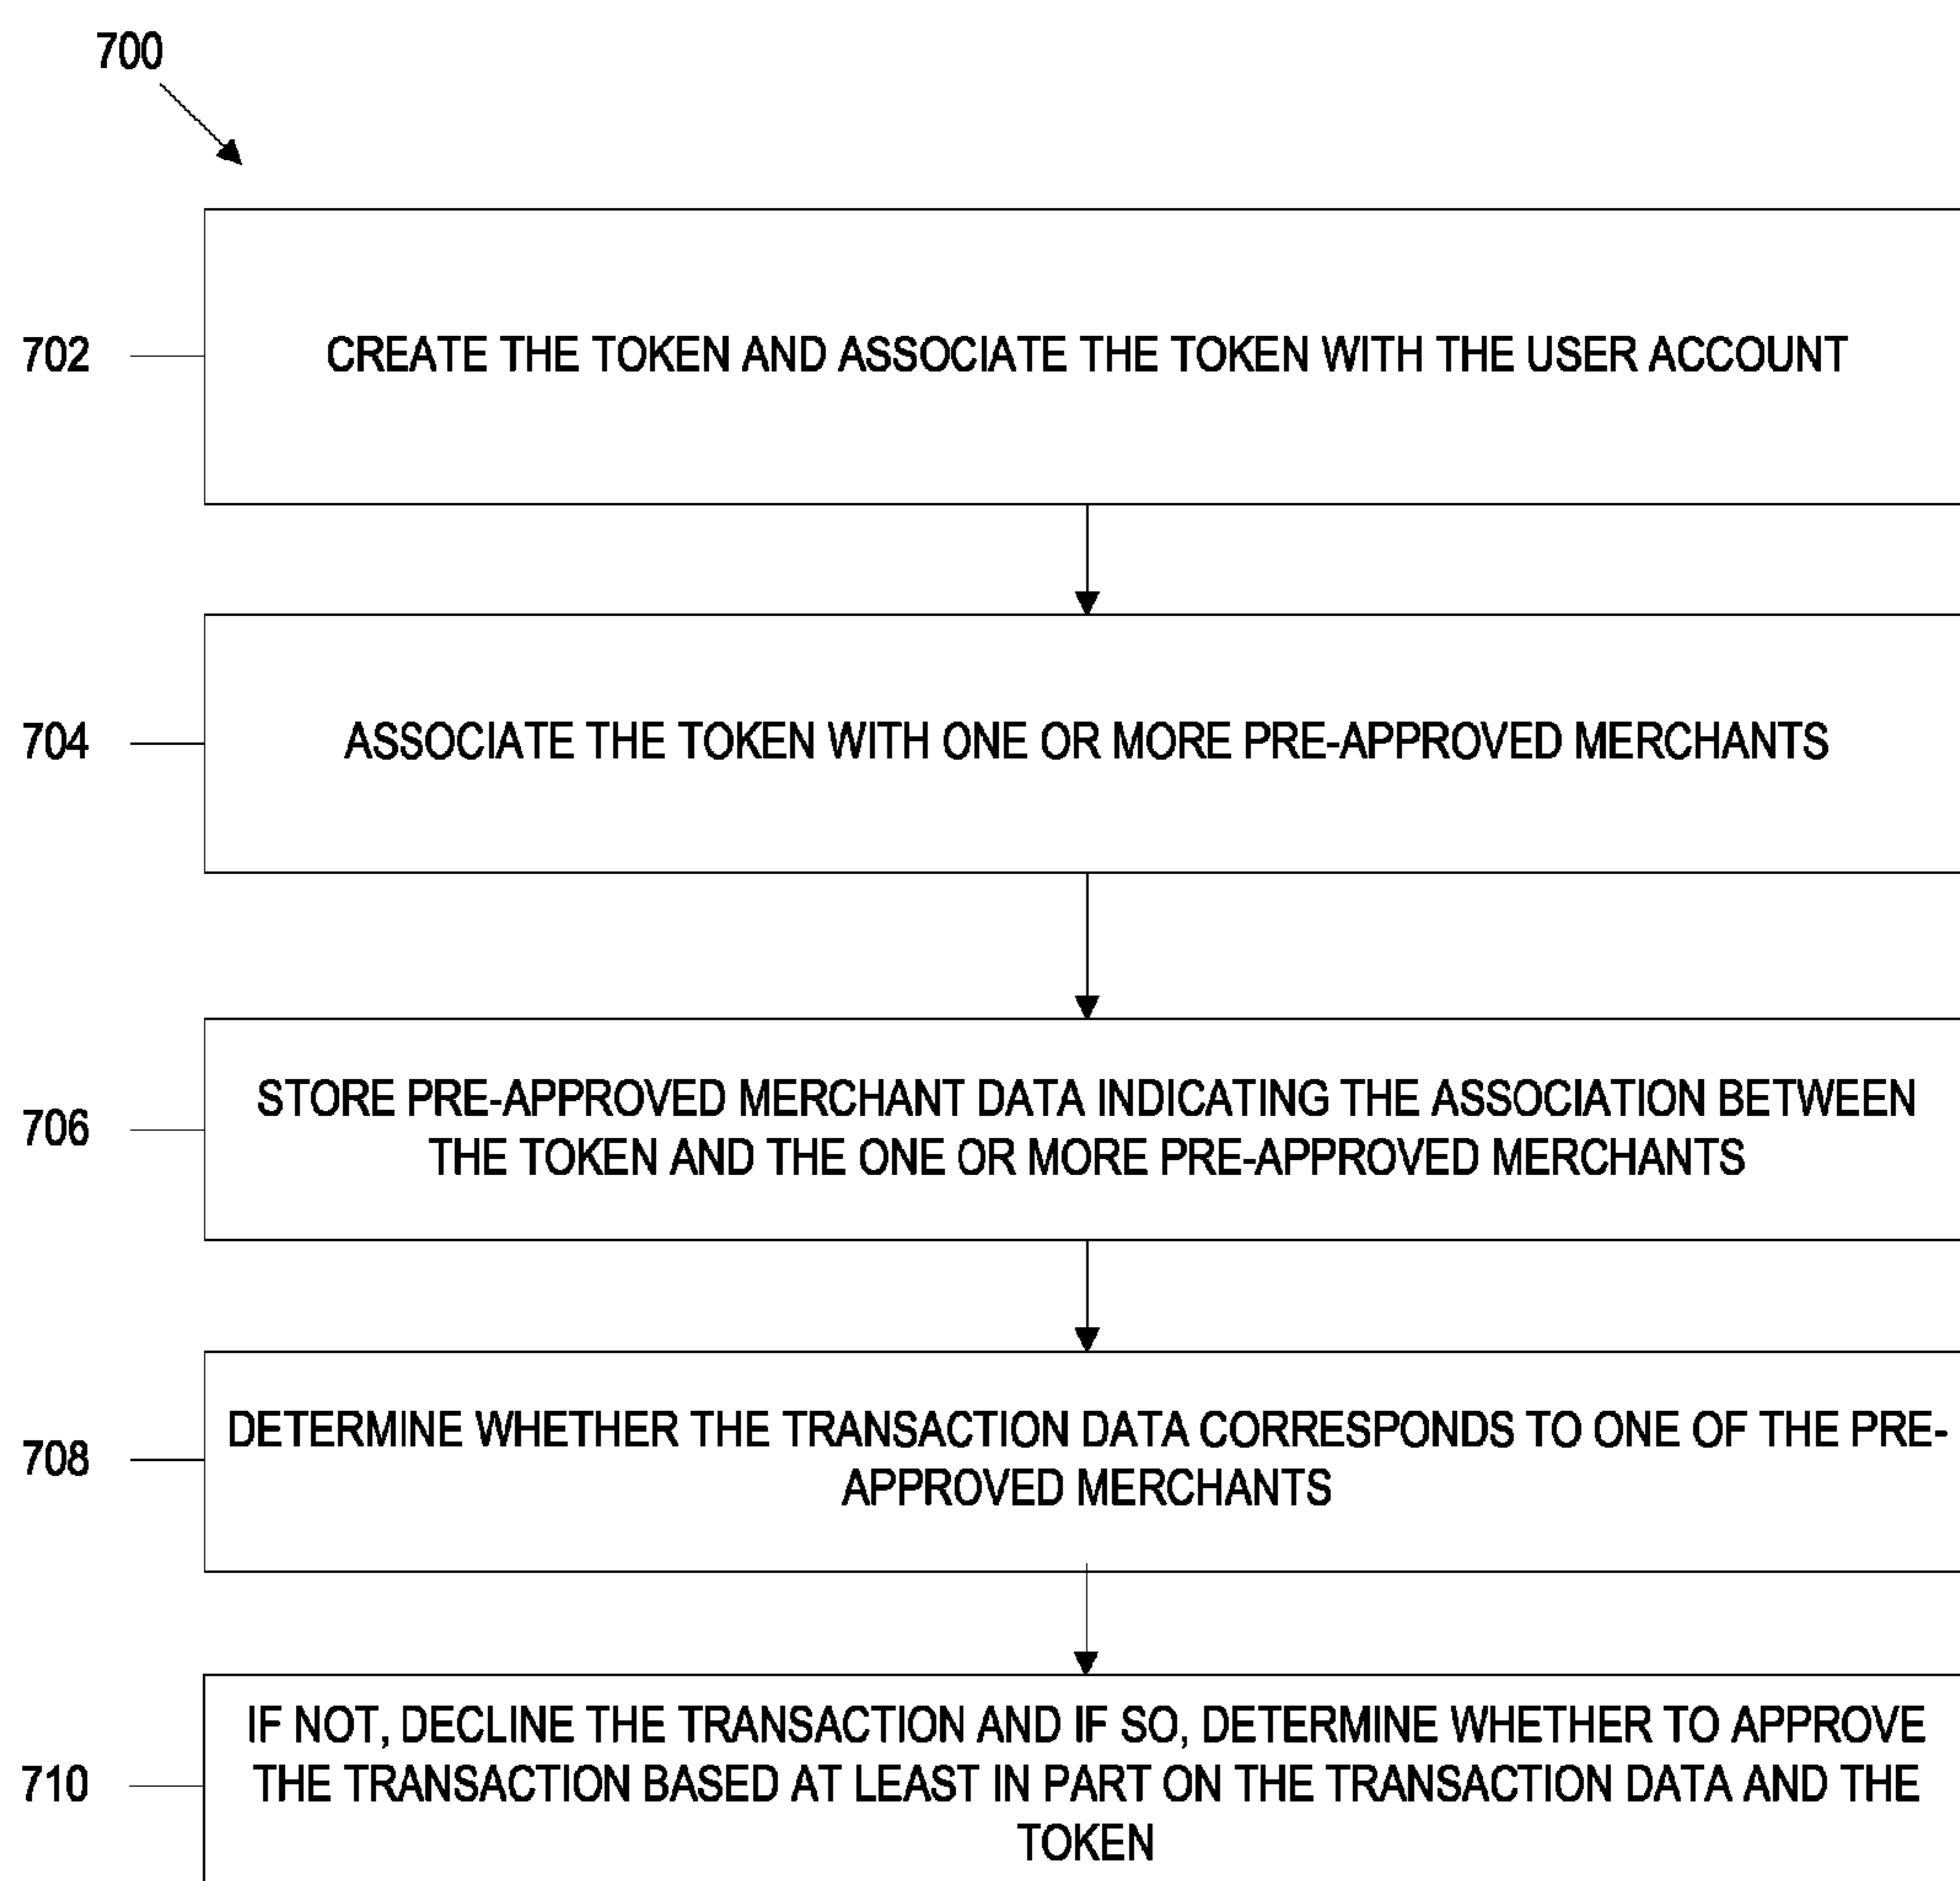 700
702
CREATE THE TOKEN AND ASSOCIATE THE TOKEN WITH THE USER ACCOUNT
704
ASSOCIATE THE TOKEN WITH ONE OR MORE PRE-APPROVED MERCHANTS
706
STORE PRE-APPROVED MERCHANT DATA INDICATING THE ASSOCIATION BETWEEN
THE TOKEN AND THE ONE OR MORE PRE-APPROVED MERCHANTS
708
DETERMINE WHETHER THE TRANSACTION DATA CORRESPONDS TO ONE OF THE PRE-
APPROVED MERCHANTS
710
IF NOT, DECLINE THE TRANSACTION AND IF SO, DETERMINE WHETHER TO APPROVE
THE TRANSACTION BASED AT LEAST IN PART ON THE TRANSACTION DATA AND THE
TOKEN